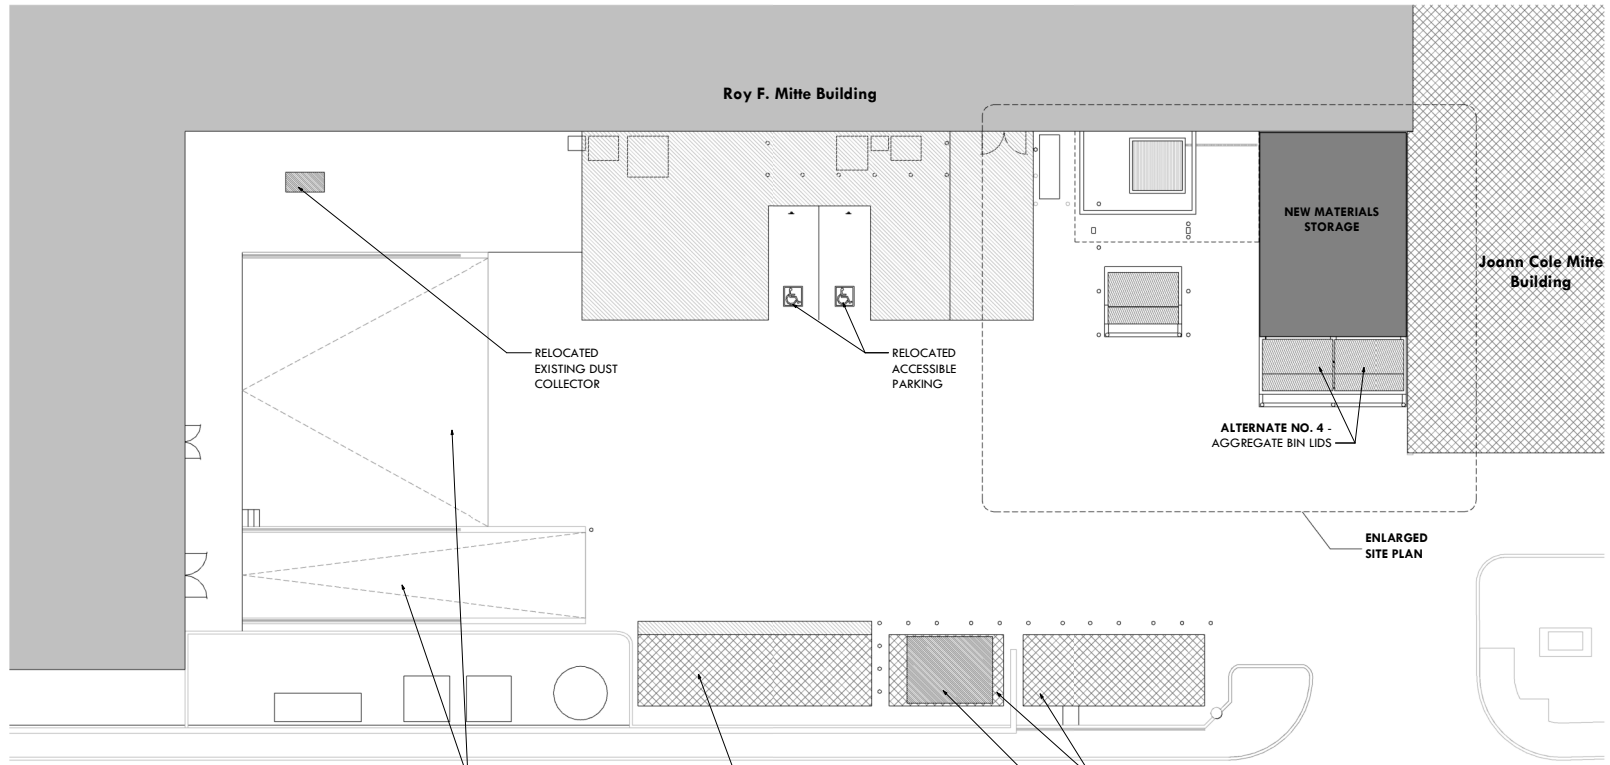 Roy F. Mitte Building
NEW MATERIALS
STORAGE
Joann Cole Mitte
Building
RELOCATED
EXISTING DUST
COLLECTOR
RELOCATED
ACCESSIBLE
PARKING
ALTERNATE NO. 4 -
AGGREGATE BIN LIDS
ENLARGED
SITE PLAN